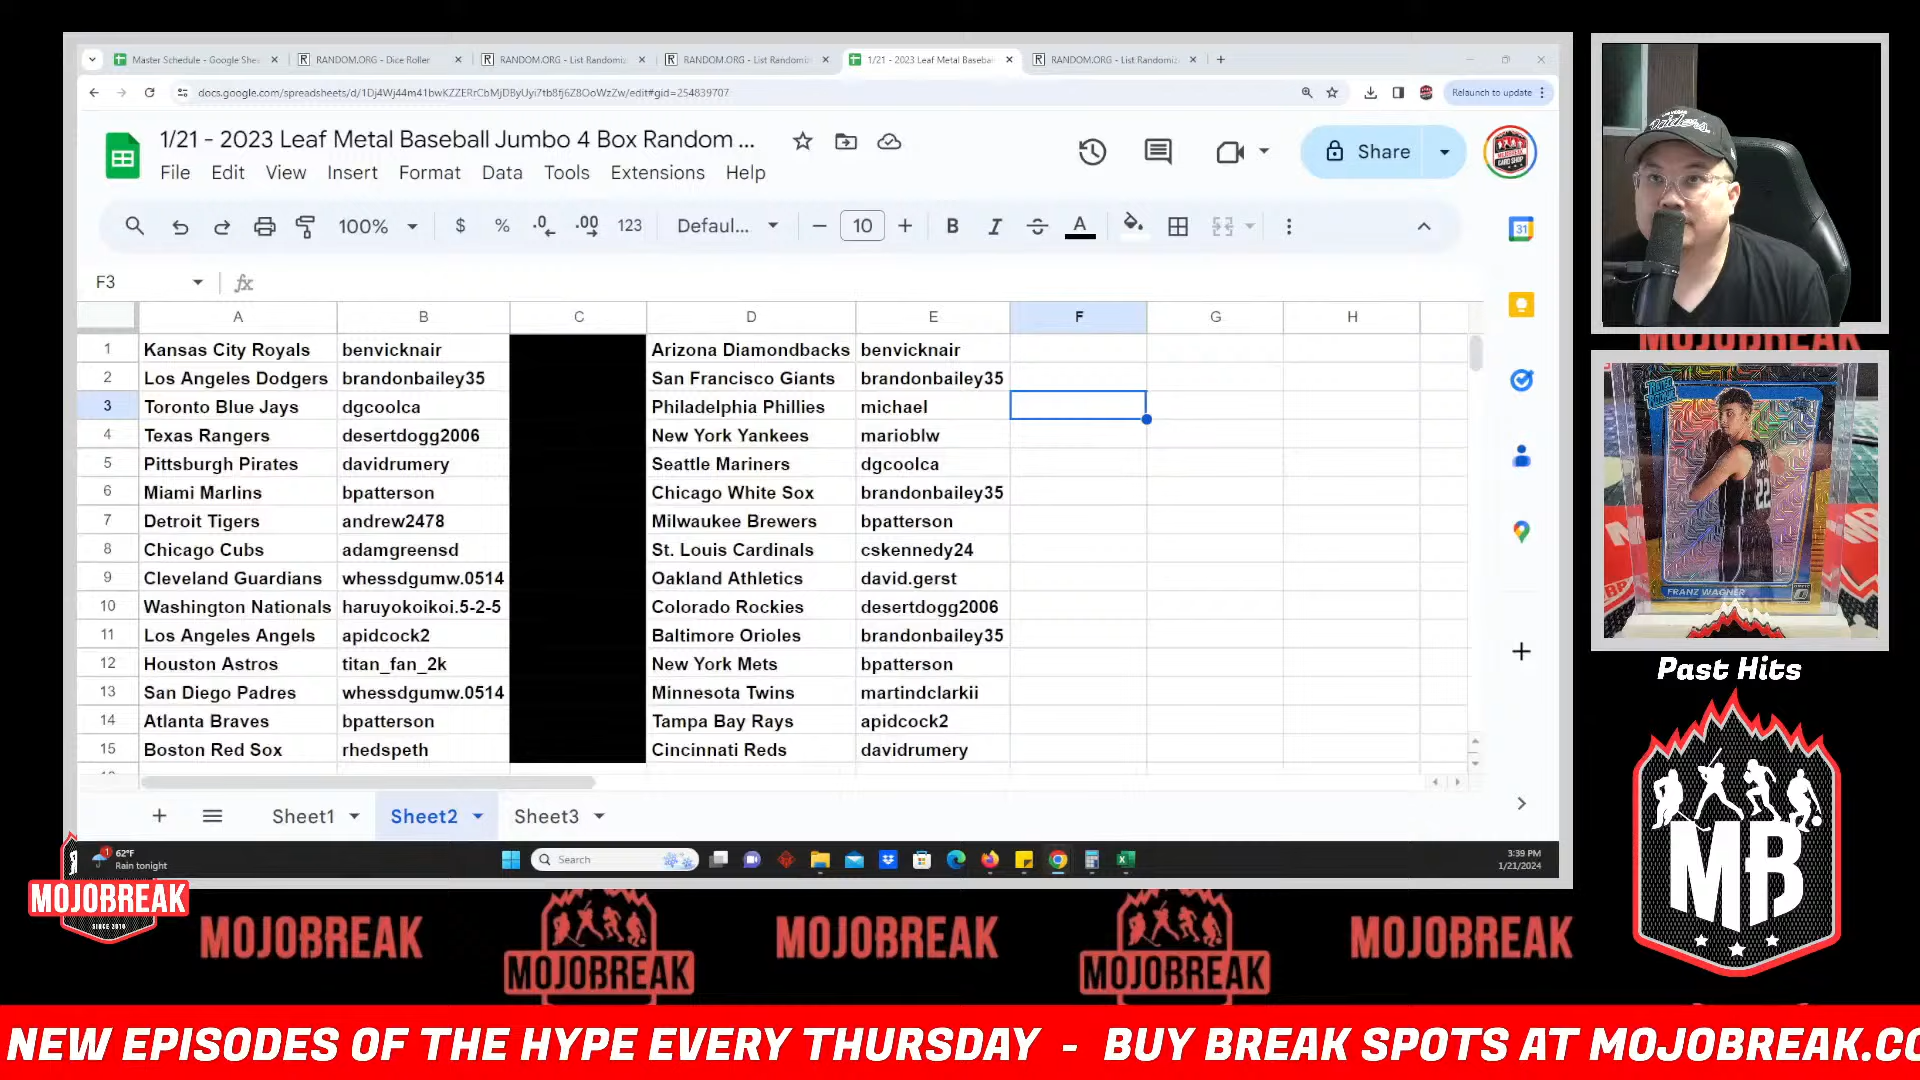 Master Schedule - Google She
RANDOM.ORG - Dice Roller
RANDOM.ORG - List Randomiz
RANDOM.ORG - List Randomiz
1/21 - 2023 Leaf Metal Baseba
RANDOM.ORG - List Randomiz
docs.google.com/spreadsheets/d/1Dj4Wj44m41bwKZZERrCbMjDByUyi7tb8fj6Z8OoWzZw/edit#gid=254839707
Relaunch to update
1/21 - 2023 Leaf Metal Baseball Jumbo 4 Box Random ...
File Edit View Insert Format Data Tools Extensions Help
Share
100% $ % .0 .00 123 Defaul... 10 B I A
F3 fx
A B C D E F G H
1 Kansas City Royals benvicknair Arizona Diamondbacks benvicknair
2 Los Angeles Dodgers brandonbailey35 San Francisco Giants brandonbailey35
3 Toronto Blue Jays dgcoolca Philadelphia Phillies michael
4 Texas Rangers desertdogg2006 New York Yankees marioblw
5 Pittsburgh Pirates davidrumery Seattle Mariners dgcoolca
6 Miami Marlins bpatterson Chicago White Sox brandonbailey35
7 Detroit Tigers andrew2478 Milwaukee Brewers bpatterson
8 Chicago Cubs adamgreensd St. Louis Cardinals cskennedy24
9 Cleveland Guardians whessdgumw.0514 Oakland Athletics david.gerst
10 Washington Nationals haruyokoikoi.5-2-5 Colorado Rockies desertdogg2006
11 Los Angeles Angels apidcock2 Baltimore Orioles brandonbailey35
12 Houston Astros titan_fan_2k New York Mets bpatterson
13 San Diego Padres whessdgumw.0514 Minnesota Twins martindclarkii
14 Atlanta Braves bpatterson Tampa Bay Rays apidcock2
15 Boston Red Sox rhedspeth Cincinnati Reds davidrumery
Sheet1 Sheet2 Sheet3
62°F
Rain tonight
Search
3:39 PM
1/21/2024
31
FRANZ WAGNER
Past Hits
MB
MOJOBREAK
SINCE 2010
MOJOBREAK
MOJOBREAK
MOJOBREAK
MOJOBREAK
MOJOBREAK
NEW EPISODES OF THE HYPE EVERY THURSDAY - BUY BREAK SPOTS AT MOJOBREAK.CO